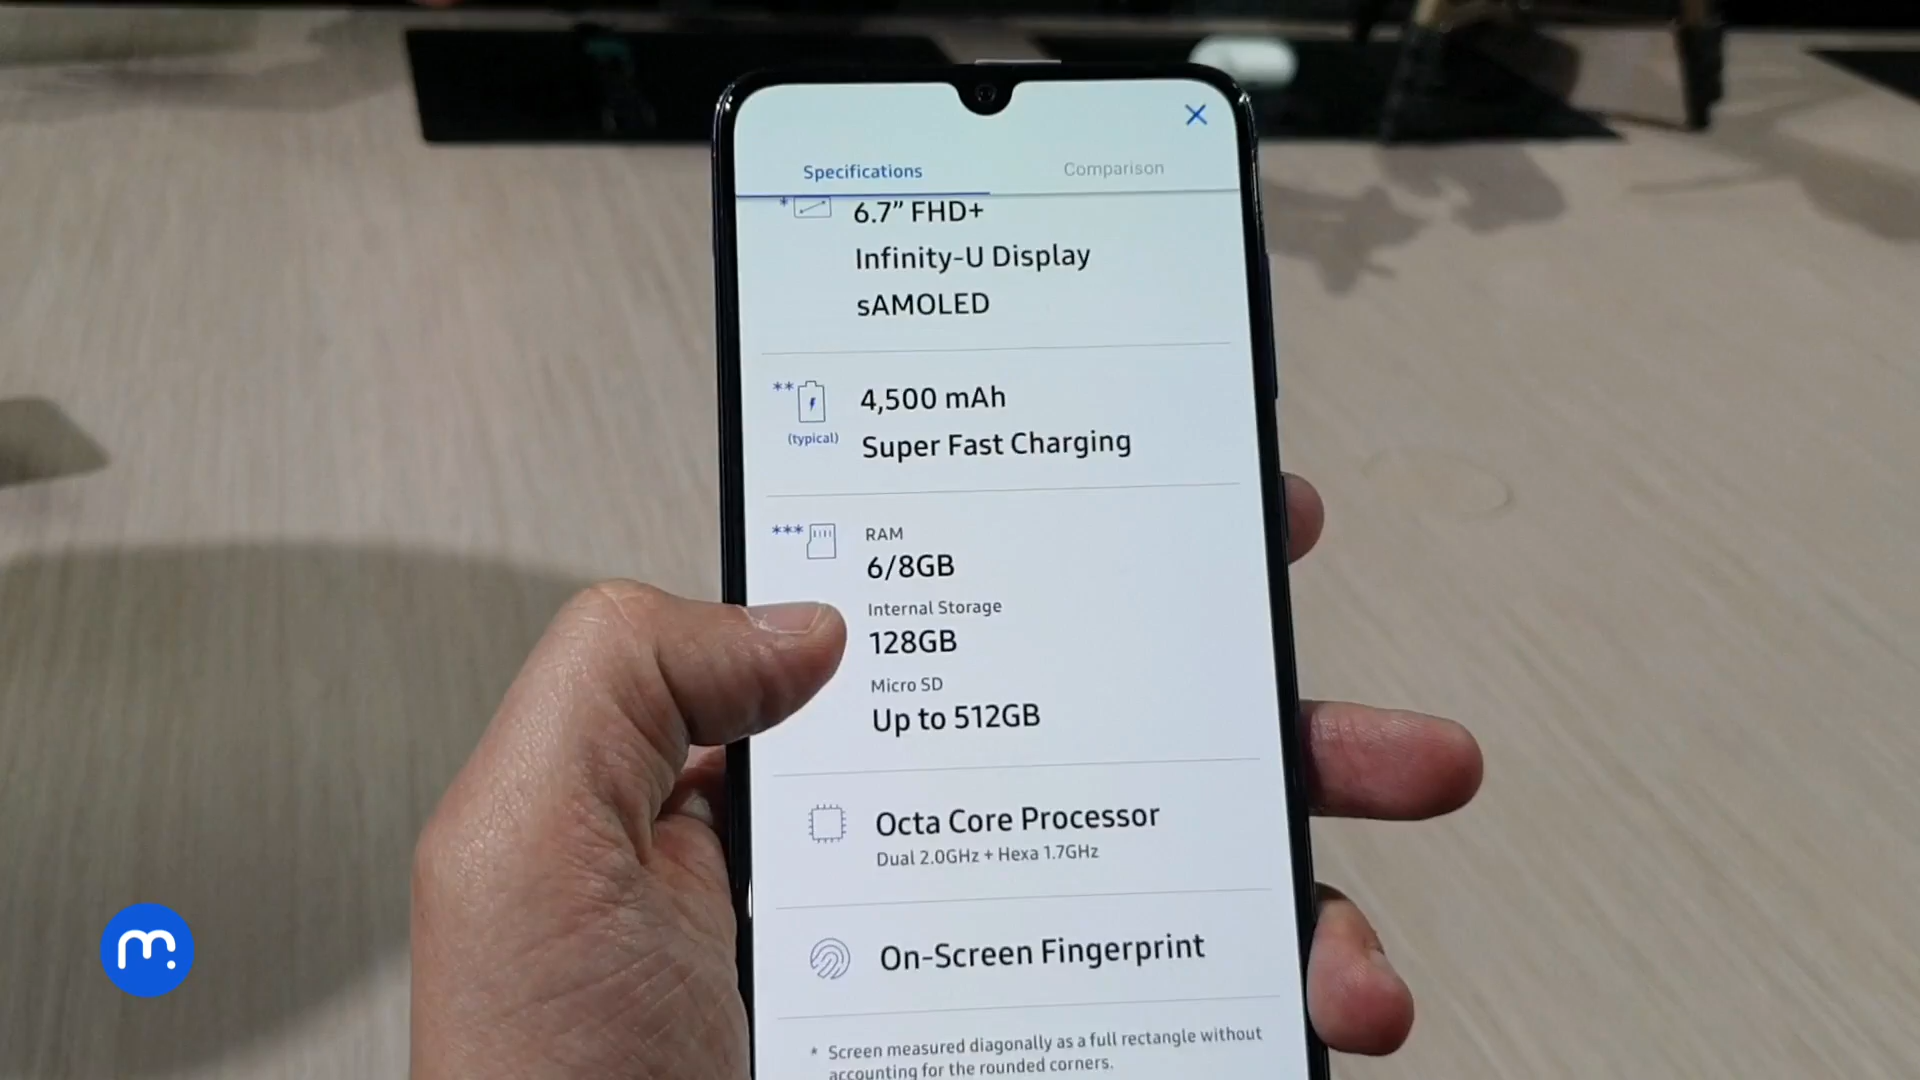 Specifications
Comparison
* 6.7” FHD+
Infinity-U Display
sAMOLED
** 4,500 mAh
(typical)
Super Fast Charging
*** RAM
6/8GB
Internal Storage
128GB
Micro SD
Up to 512GB
Octa Core Processor
Dual 2.0GHz + Hexa 1.7GHz
On-Screen Fingerprint
* Screen measured diagonally as a full rectangle without
accounting for the rounded corners.
m.